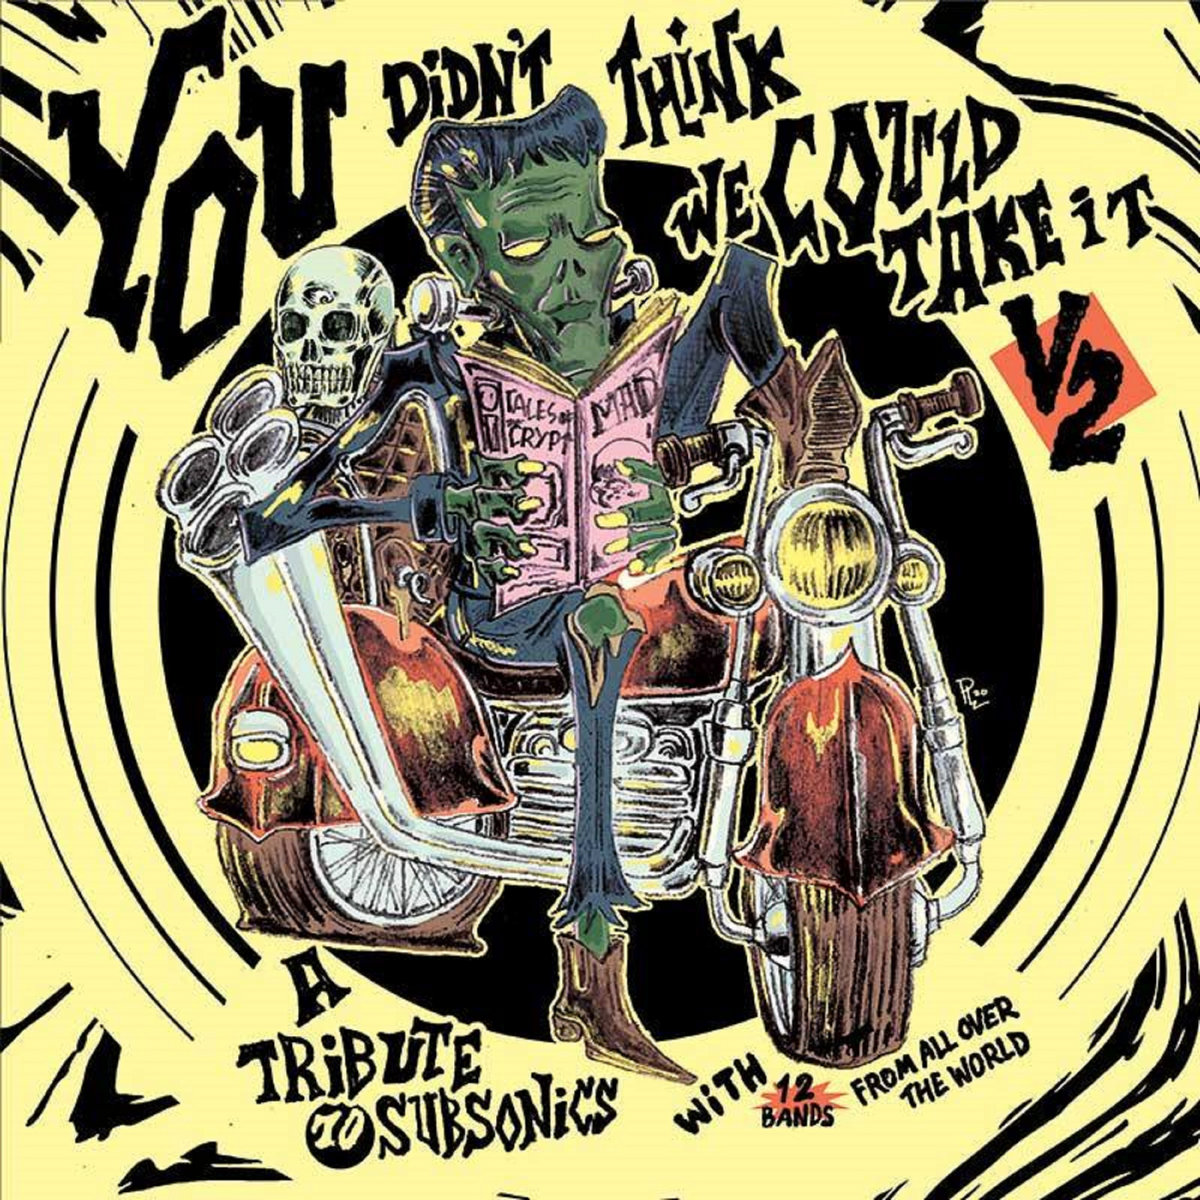 YOU DiDN'T THiNK
WE COULD
TAKE iT
V2
TALES OF
CRYPT
MAD
A
TRiBUTE
TO SUBSONiCS
WiTH 12 BANDS
FROM ALL OVER
THE WORLD